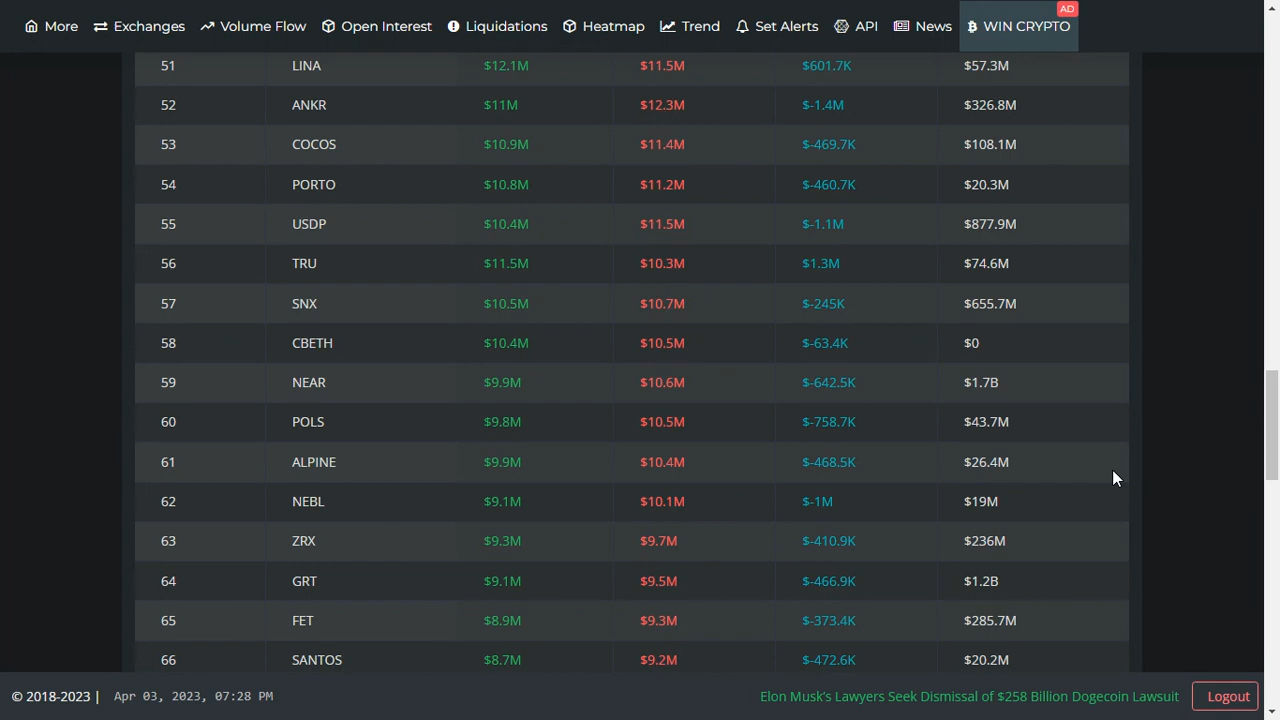 More Exchanges Volume Flow Open Interest Liquidations Heatmap Trend Set Alerts API News WIN CRYPTO AD
51 LINA $12.1M $11.5M $601.7K $57.3M
52 ANKR $11M $12.3M $-1.4M $326.8M
53 COCOS $10.9M $11.4M $-469.7K $108.1M
54 PORTO $10.8M $11.2M $-460.7K $20.3M
55 USDP $10.4M $11.5M $-1.1M $877.9M
56 TRU $11.5M $10.3M $1.3M $74.6M
57 SNX $10.5M $10.7M $-245K $655.7M
58 CBETH $10.4M $10.5M $-63.4K $0
59 NEAR $9.9M $10.6M $-642.5K $1.7B
60 POLS $9.8M $10.5M $-758.7K $43.7M
61 ALPINE $9.9M $10.4M $-468.5K $26.4M
62 NEBL $9.1M $10.1M $-1M $19M
63 ZRX $9.3M $9.7M $-410.9K $236M
64 GRT $9.1M $9.5M $-466.9K $1.2B
65 FET $8.9M $9.3M $-373.4K $285.7M
66 SANTOS $8.7M $9.2M $-472.6K $20.2M
© 2018-2023 | Apr 03, 2023, 07:28 PM Elon Musk's Lawyers Seek Dismissal of $258 Billion Dogecoin Lawsuit Logout